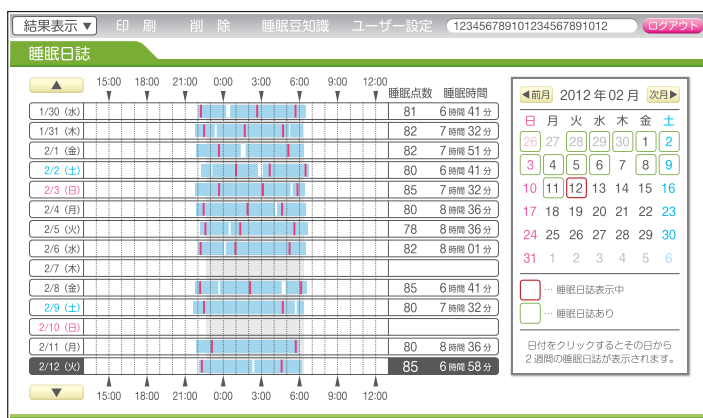 結果表示 ▼ 印 刷 削 除 睡眠豆知識 ユーザー設定 123456789101234567891012 ログアウト
睡眠日誌
▲ 15:00 18:00 21:00 0:00 3:00 6:00 9:00 12:00 睡眠点数 睡眠時間
1/30 (水) 81 6時間41分
1/31 (木) 82 7時間32分
2/1 (金) 82 7時間51分
2/2 (土) 80 6時間41分
2/3 (日) 85 7時間32分
2/4 (月) 80 8時間36分
2/5 (火) 78 8時間36分
2/6 (水) 82 8時間01分
2/7 (木)
2/8 (金) 85 6時間41分
2/9 (土) 80 7時間32分
2/10 (日)
2/11 (月) 80 8時間36分
2/12 (火) 85 6時間58分
▼ 15:00 18:00 21:00 0:00 3:00 6:00 9:00 12:00
◀前月 2012年02月 次月▶
日 月 火 水 木 金 土
26 27 28 29 30 1 2
3 4 5 6 7 8 9
10 11 12 13 14 15 16
17 18 19 20 21 22 23
24 25 26 27 28 29 30
31 1 2 3 4 5 6
… 睡眠日誌表示中
… 睡眠日誌あり
日付をクリックするとその日から
2週間の睡眠日誌が表示されます。